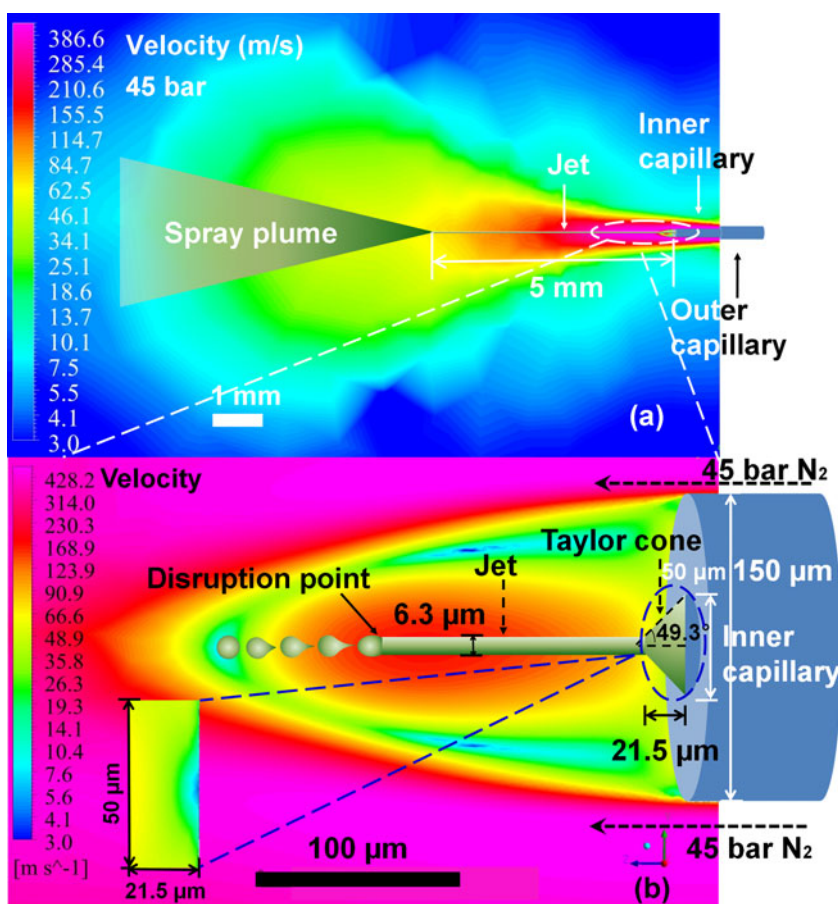 386.6
285.4
210.6
155.5
114.7
84.7
62.5
46.1
34.1
25.1
18.6
13.7
10.1
7.5
5.5
4.1
3.0
Velocity (m/s)
45 bar
Inner
capillary
Jet
Spray plume
5 mm
Outer
capillary
1 mm
(a)
428.2
314.0
230.3
168.9
123.9
90.9
66.6
48.9
35.8
26.3
19.3
14.1
10.4
7.6
5.6
4.1
3.0
[m s^-1]
Velocity
45 bar N₂
Taylor cone
Jet
Disruption point
50 µm
150 µm
6.3 µm
49.3°
Inner
capillary
21.5 µm
50 µm
21.5 µm
100 µm
45 bar N₂
(b)